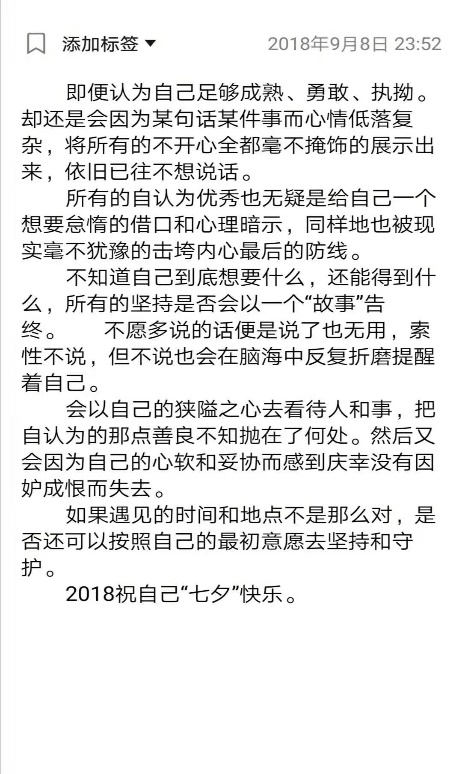 添加标签 2018年9月8日 23:52
即便认为自己足够成熟、勇敢、执拗。
却还是会因为某句话某件事而心情低落复
杂，将所有的不开心全都毫不掩饰的展示出
来，依旧已往不想说话。
所有的自认为优秀也无疑是给自己一个
想要怠惰的借口和心理暗示，同样地也被现
实毫不犹豫的击垮内心最后的防线。
不知道自己到底想要什么，还能得到什
么，所有的坚持是否会以一个“故事”告
终。 不愿多说的话便是说了也无用，索
性不说，但不说也会在脑海中反复折磨提醒
着自己。
会以自己的狭隘之心去看待人和事，把
自认为的那点善良不知抛在了何处。然后又
会因为自己的心软和妥协而感到庆幸没有因
妒成恨而失去。
如果遇见的时间和地点不是那么对，是
否还可以按照自己的最初意愿去坚持和守
护。
2018祝自己“七夕”快乐。